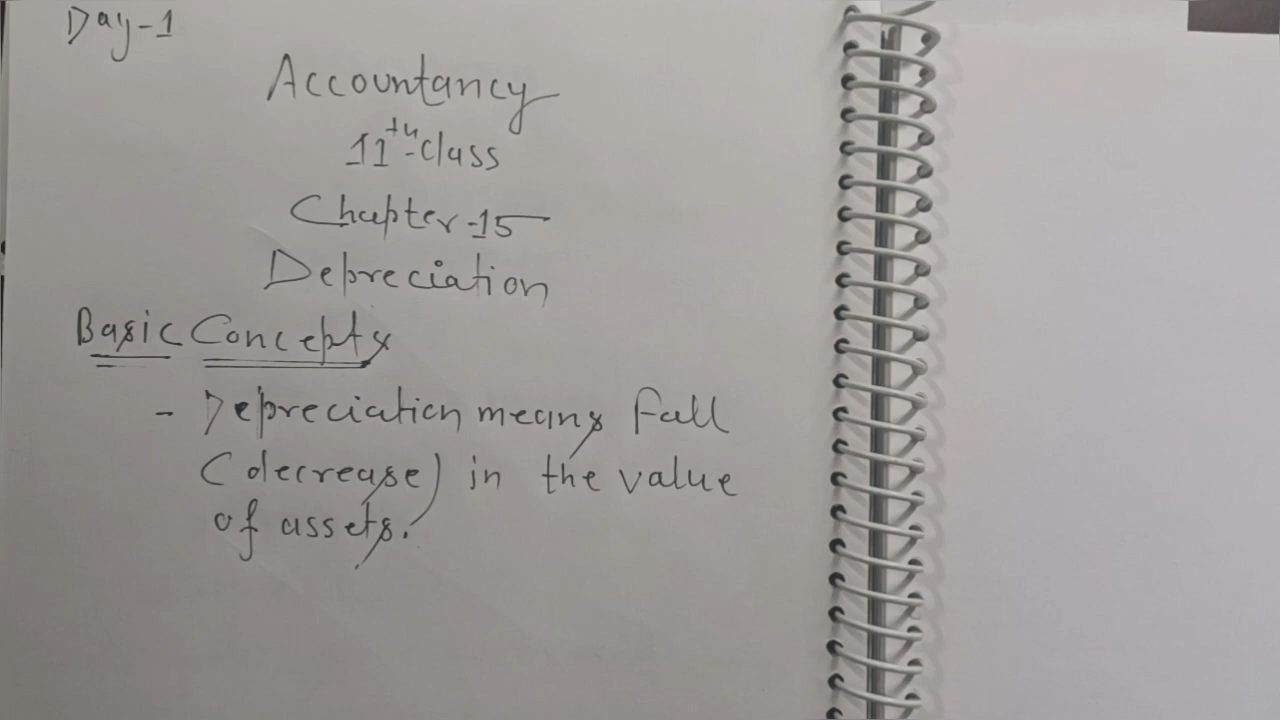 Day-1
Accountancy
11th-class
Chapter-15
Depreciation
Basic Concepts
- Depreciation means fall
(decrease) in the value
of assets.